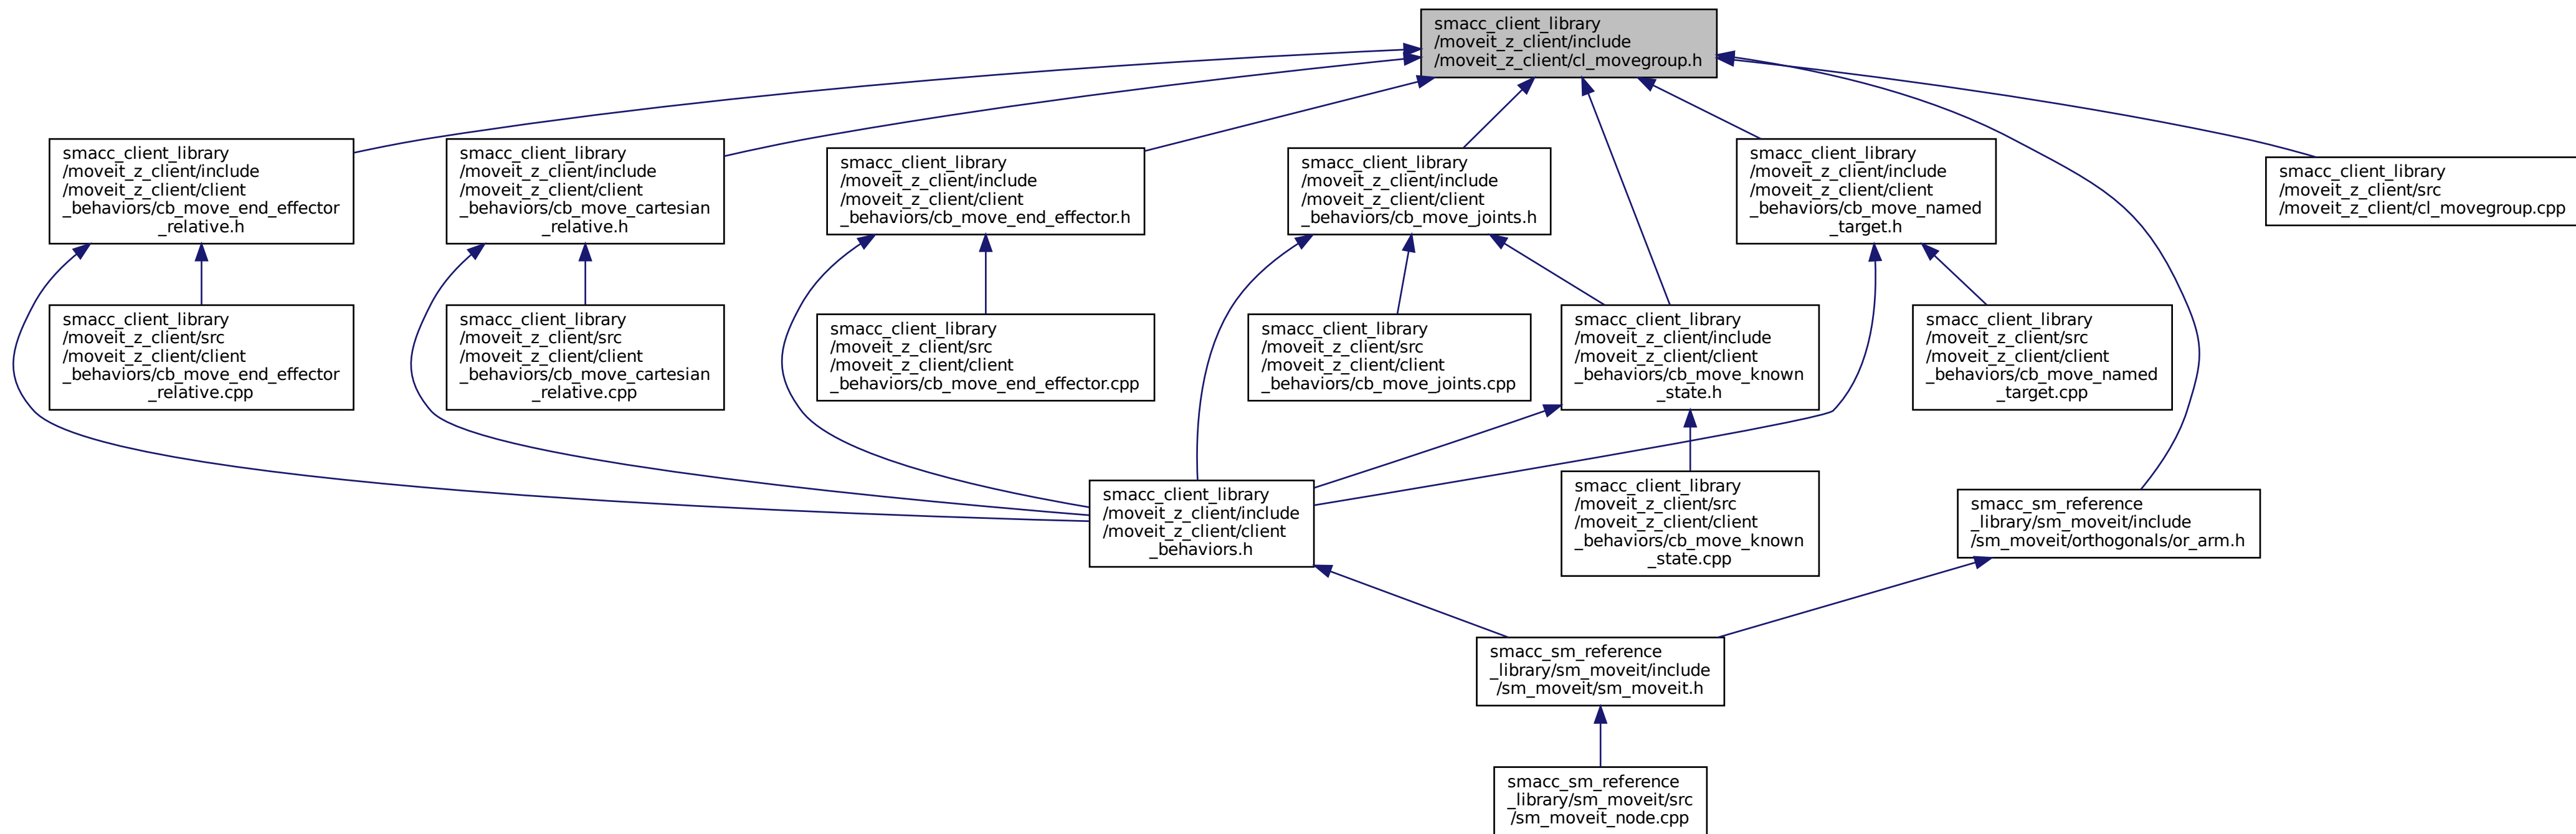 smacc_client_library
/moveit_z_client/include
/moveit_z_client/cl_movegroup.h
smacc_client_library
/moveit_z_client/include
/moveit_z_client/client
_behaviors/cb_move_end_effector
_relative.h
smacc_client_library
/moveit_z_client/include
/moveit_z_client/client
_behaviors/cb_move_cartesian
_relative.h
smacc_client_library
/moveit_z_client/include
/moveit_z_client/client
_behaviors/cb_move_end_effector.h
smacc_client_library
/moveit_z_client/include
/moveit_z_client/client
_behaviors/cb_move_joints.h
smacc_client_library
/moveit_z_client/include
/moveit_z_client/client
_behaviors/cb_move_named
_target.h
smacc_client_library
/moveit_z_client/src
/moveit_z_client/cl_movegroup.cpp
smacc_client_library
/moveit_z_client/src
/moveit_z_client/client
_behaviors/cb_move_end_effector
_relative.cpp
smacc_client_library
/moveit_z_client/src
/moveit_z_client/client
_behaviors/cb_move_cartesian
_relative.cpp
smacc_client_library
/moveit_z_client/src
/moveit_z_client/client
_behaviors/cb_move_end_effector.cpp
smacc_client_library
/moveit_z_client/src
/moveit_z_client/client
_behaviors/cb_move_joints.cpp
smacc_client_library
/moveit_z_client/include
/moveit_z_client/client
_behaviors/cb_move_known
_state.h
smacc_client_library
/moveit_z_client/src
/moveit_z_client/client
_behaviors/cb_move_named
_target.cpp
smacc_client_library
/moveit_z_client/include
/moveit_z_client/client
_behaviors.h
smacc_client_library
/moveit_z_client/src
/moveit_z_client/client
_behaviors/cb_move_known
_state.cpp
smacc_sm_reference
_library/sm_moveit/include
/sm_moveit/orthogonals/or_arm.h
smacc_sm_reference
_library/sm_moveit/include
/sm_moveit/sm_moveit.h
smacc_sm_reference
_library/sm_moveit/src
/sm_moveit_node.cpp